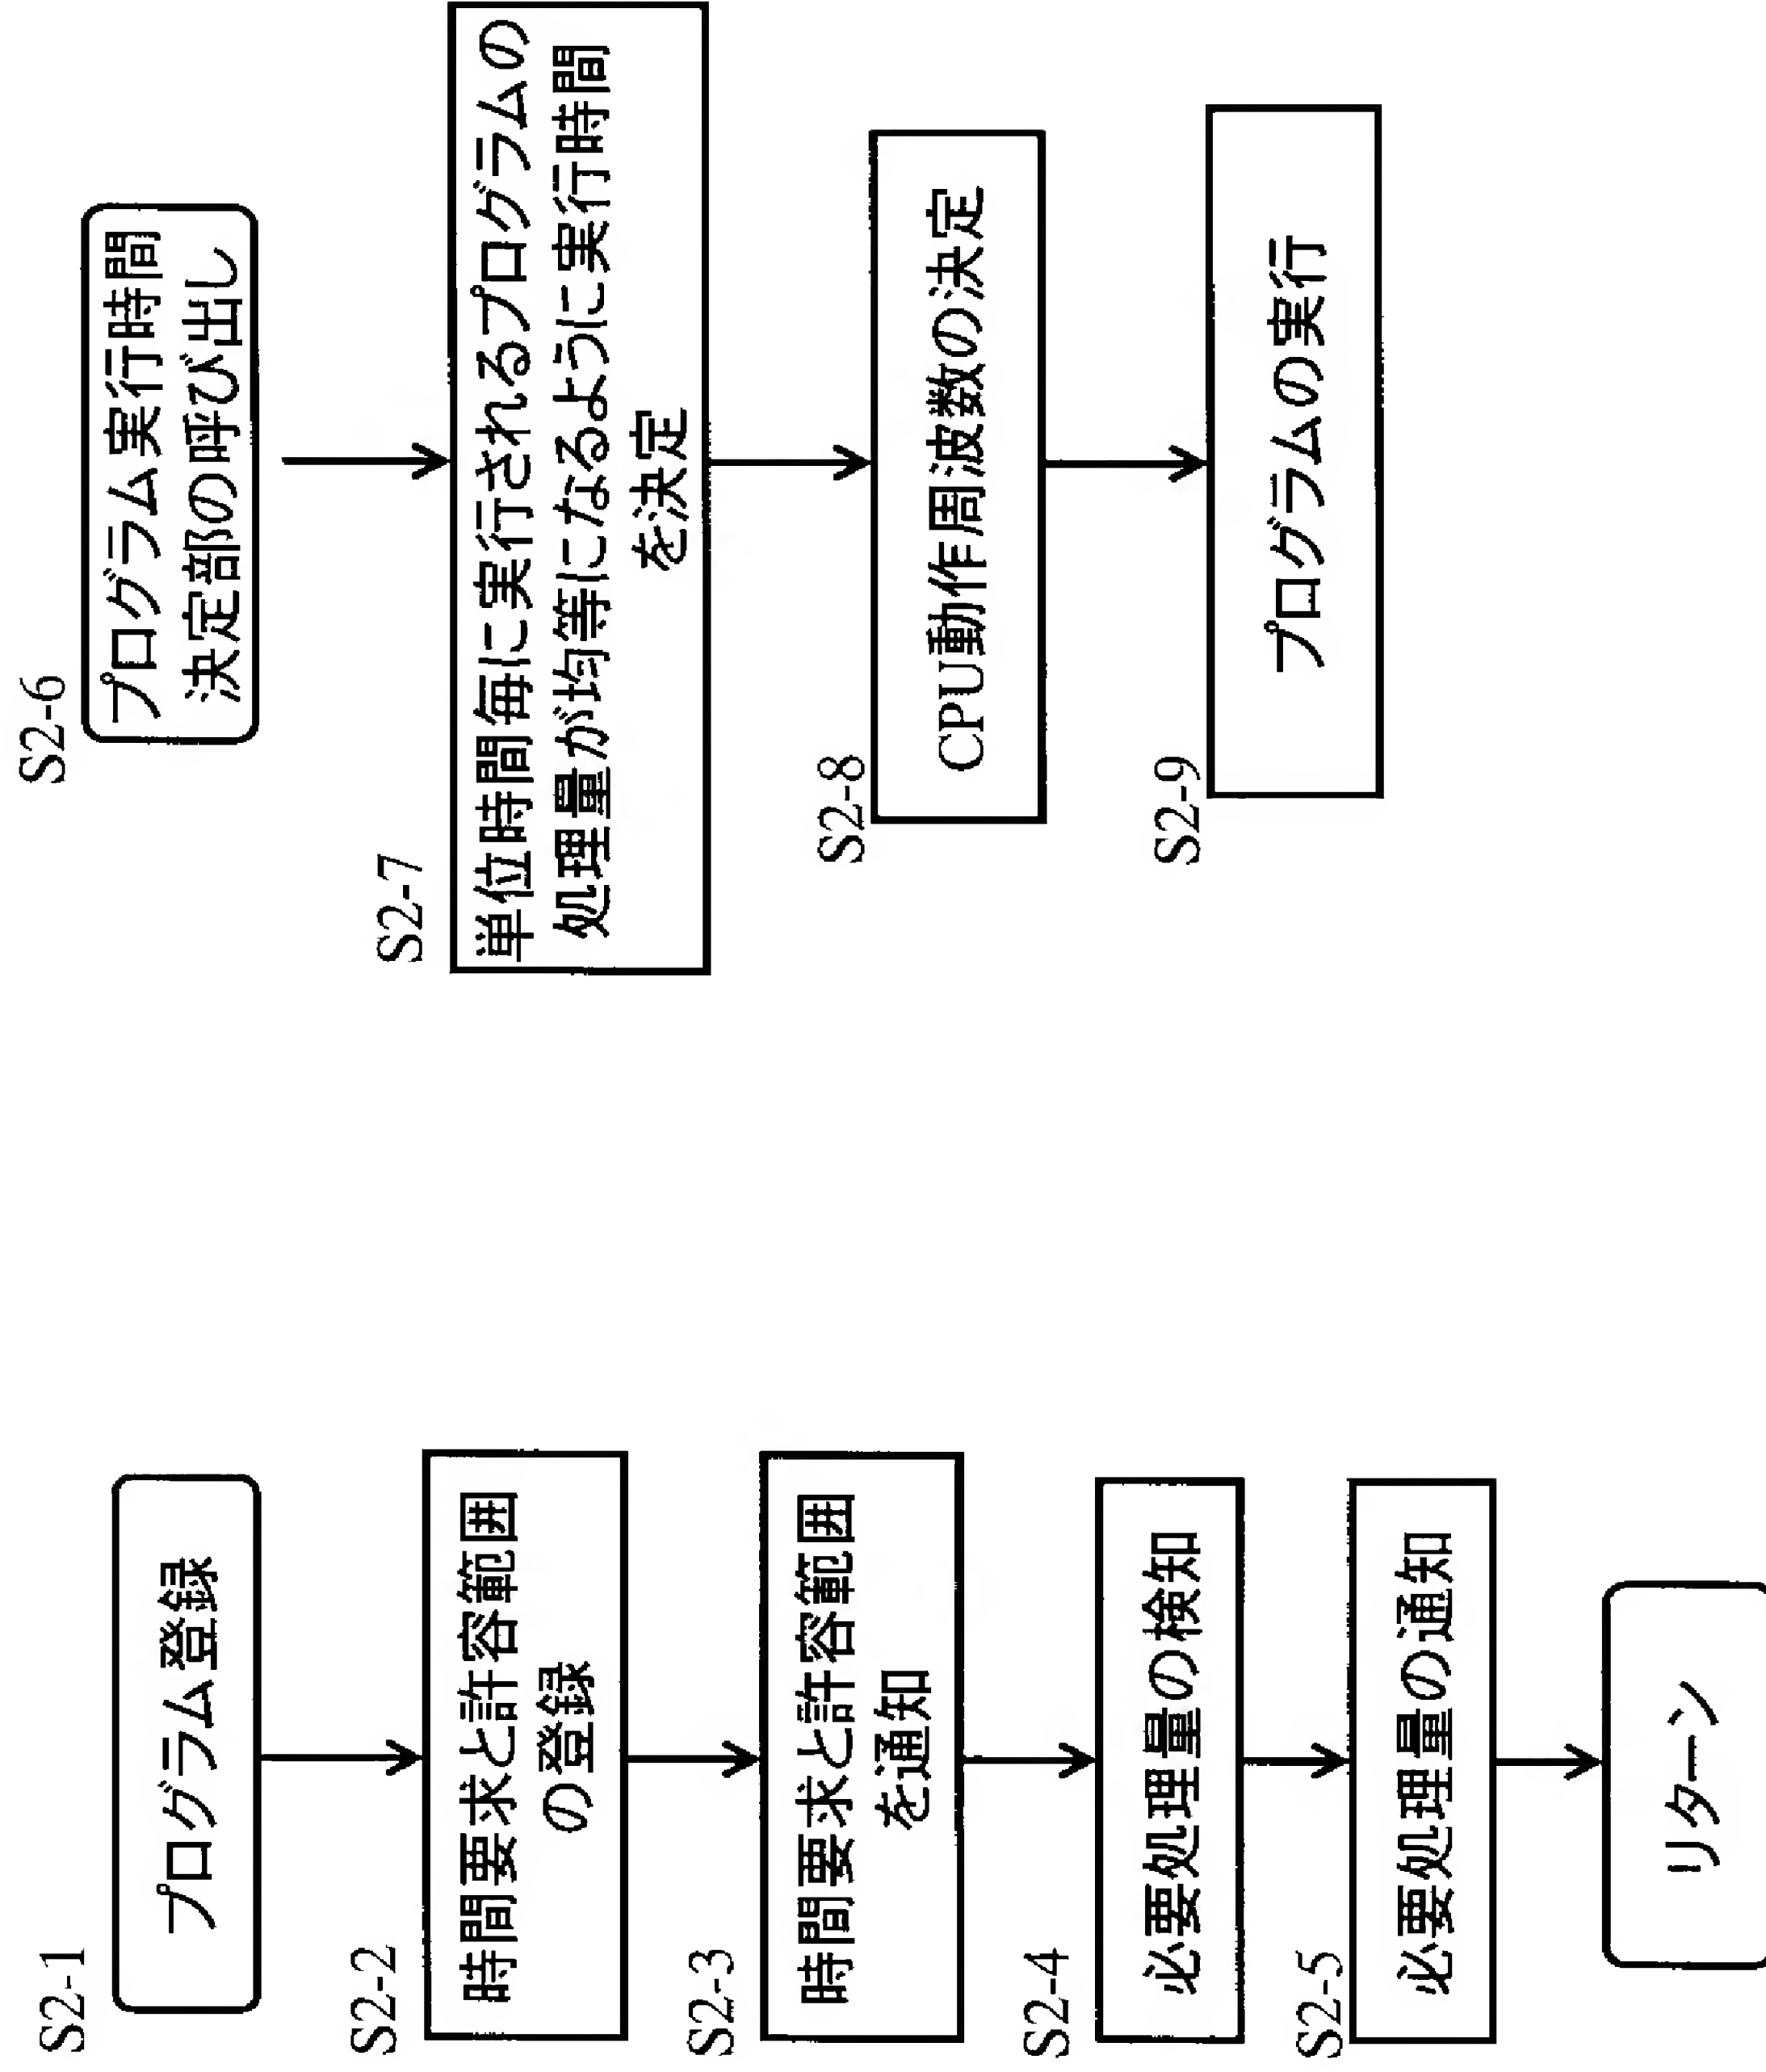 S2-1
プログラム登録
S2-2
時間要求と許容範囲
の登録
S2-3
時間要求と許容範囲
を通知
S2-4
必要処理量の検知
S2-5
必要処理量の通知
リターン
S2-6
プログラム実行時間
決定部の呼び出し
S2-7
単位時間毎に実行されるプログラムの
処理量が均等になるように実行時間
を決定
S2-8
CPU動作周波数の決定
S2-9
プログラムの実行